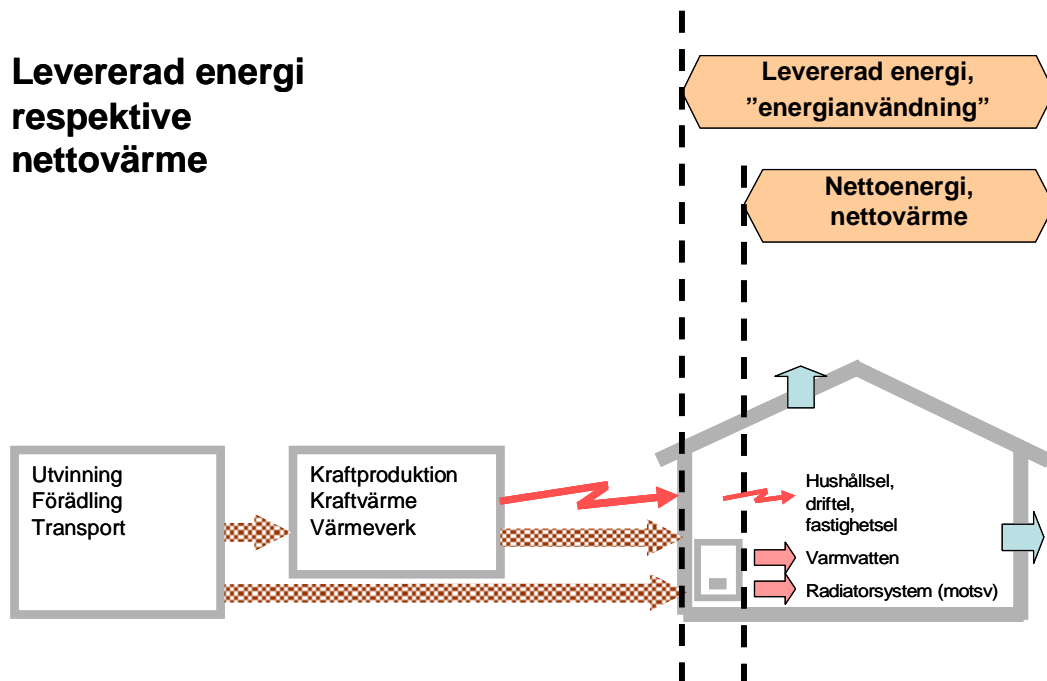 Levererad energi
respektive
nettovärme
Levererad energi,
”energianvändning”
Nettoenergi,
nettovärme
Utvinning
Förädling
Transport
Kraftproduktion
Kraftvärme
Värmeverk
Hushållsel,
driftel,
fastighetsel
Varmvatten
Radiatorsystem (motsv)